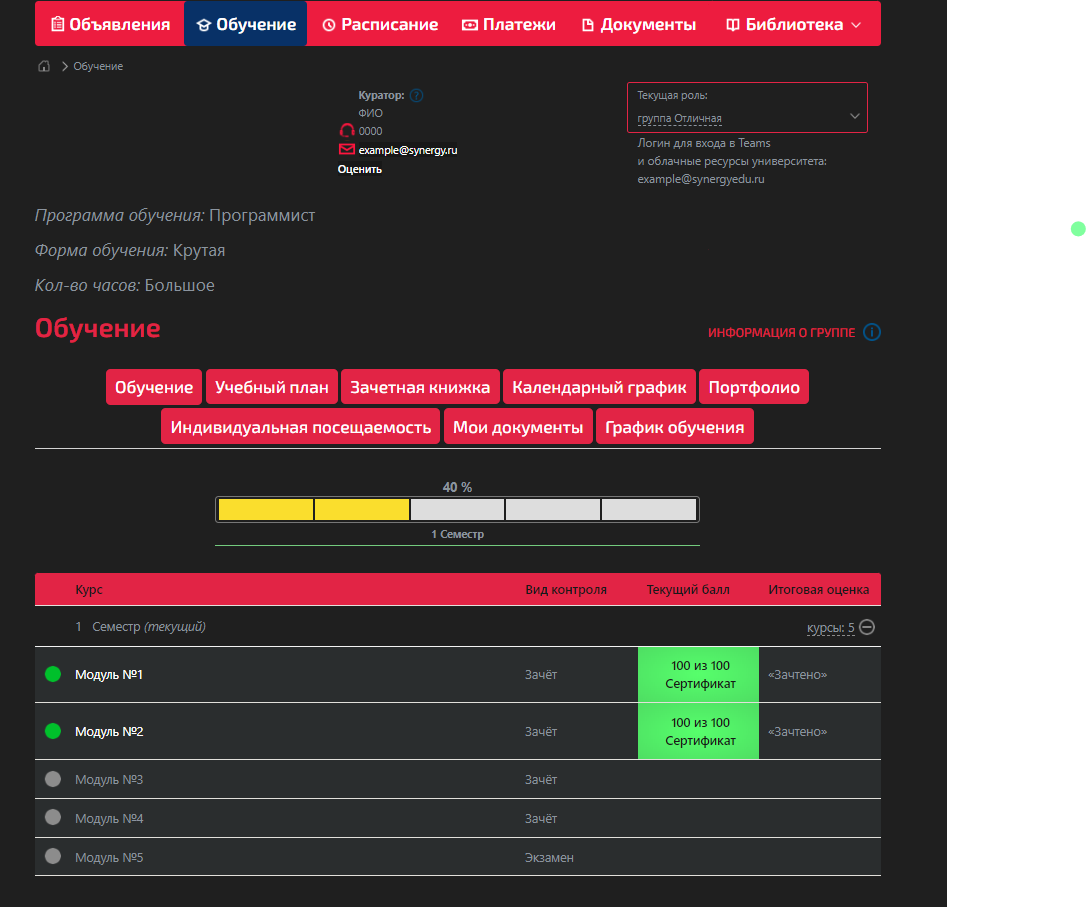 Объявления Обучение Расписание Платежи Документы Библиотека
Обучение
Куратор: ?
ФИО
0000
example@synergy.ru
Оценить
Текущая роль:
группа Отличная
Логин для входа в Teams
и облачные ресурсы университета:
example@synergyedu.ru
Программа обучения: Программист
Форма обучения: Крутая
Кол-во часов: Большое
Обучение
ИНФОРМАЦИЯ О ГРУППЕ i
Обучение Учебный план Зачетная книжка Календарный график Портфолио
Индивидуальная посещаемость Мои документы График обучения
40 %
1 Семестр
Курс Вид контроля Текущий балл Итоговая оценка
1 Семестр (текущий) курсы: 5
Модуль №1 Зачёт 100 из 100 «Зачтено»
Сертификат
Модуль №2 Зачёт 100 из 100 «Зачтено»
Сертификат
Модуль №3 Зачёт
Модуль №4 Зачёт
Модуль №5 Экзамен